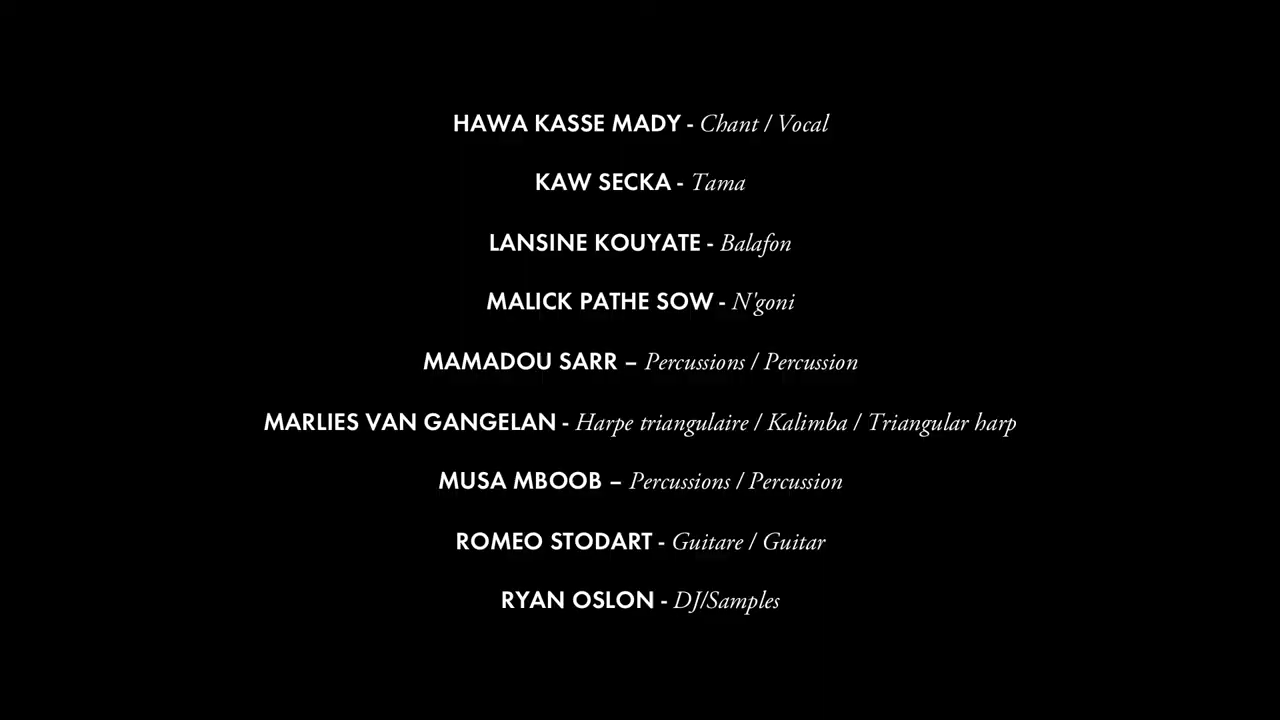 HAWA KASSE MADY - Chant / Vocal
KAW SECKA - Tama
LANSINE KOUYATE - Balafon
MALICK PATHE SOW - N'goni
MAMADOU SARR – Percussions / Percussion
MARLIES VAN GANGELAN - Harpe triangulaire / Kalimba / Triangular harp
MUSA MBOOB – Percussions / Percussion
ROMEO STODART - Guitare / Guitar
RYAN OSLON - DJ/Samples